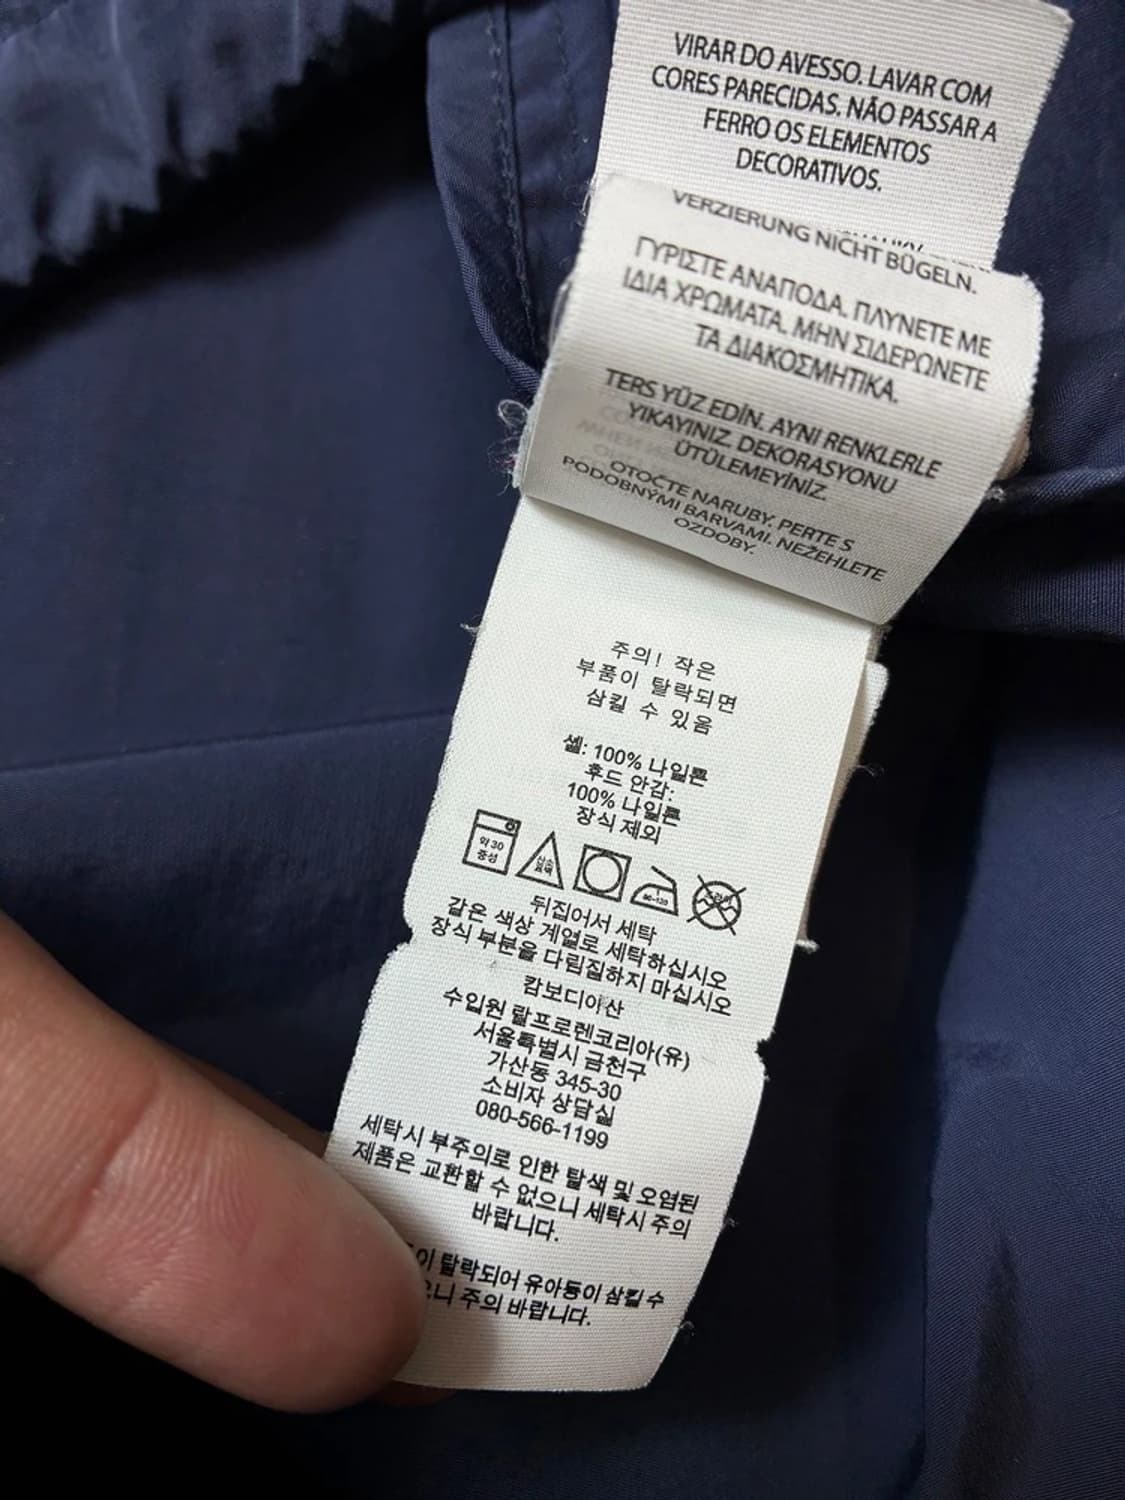 VIRAR DO AVESSO. LAVAR COM
CORES PARECIDAS. NÃO PASSAR A
FERRO OS ELEMENTOS
DECORATIVOS.
VERZIERUNG NICHT BÜGELN.
ΓΥΡΙΣΤΕ ΑΝΑΠΟΔΑ. ΠΛΥΝΕΤΕ ΜΕ
ΙΔΙΑ ΧΡΩΜΑΤΑ. ΜΗΝ ΣΙΔΕΡΩΝΕΤΕ
ΤΑ ΔΙΑΚΟΣΜΗΤΙΚΑ.
TERS YÜZ EDİN. AYNI RENKLERLE
YIKAYINIZ. DEKORASYONU
ÜTÜLEMEYİNİZ.
OTOČTE NARUBY. PERTE S
PODOBNÝMI BARVAMI. NEŽEHLETE
OZDOBY.
주의! 작은
부품이 탈락되면
삼킬 수 있음
셸: 100% 나일론
후드 안감:
100% 나일론
장식 제외
약 30
중성
80~120
뒤집어서 세탁
같은 색상 계열로 세탁하십시오
장식 부분을 다림질하지 마십시오
캄보디아산
수입원 랄프로렌코리아(유)
서울특별시 금천구
가산동 345-30
소비자 상담실
080-566-1199
세탁시 부주의로 인한 탈색 및 오염된
제품은 교환할 수 없으니 세탁시 주의
바랍니다.
이 탈락되어 유아등이 삼킬 수
으니 주의 바랍니다.